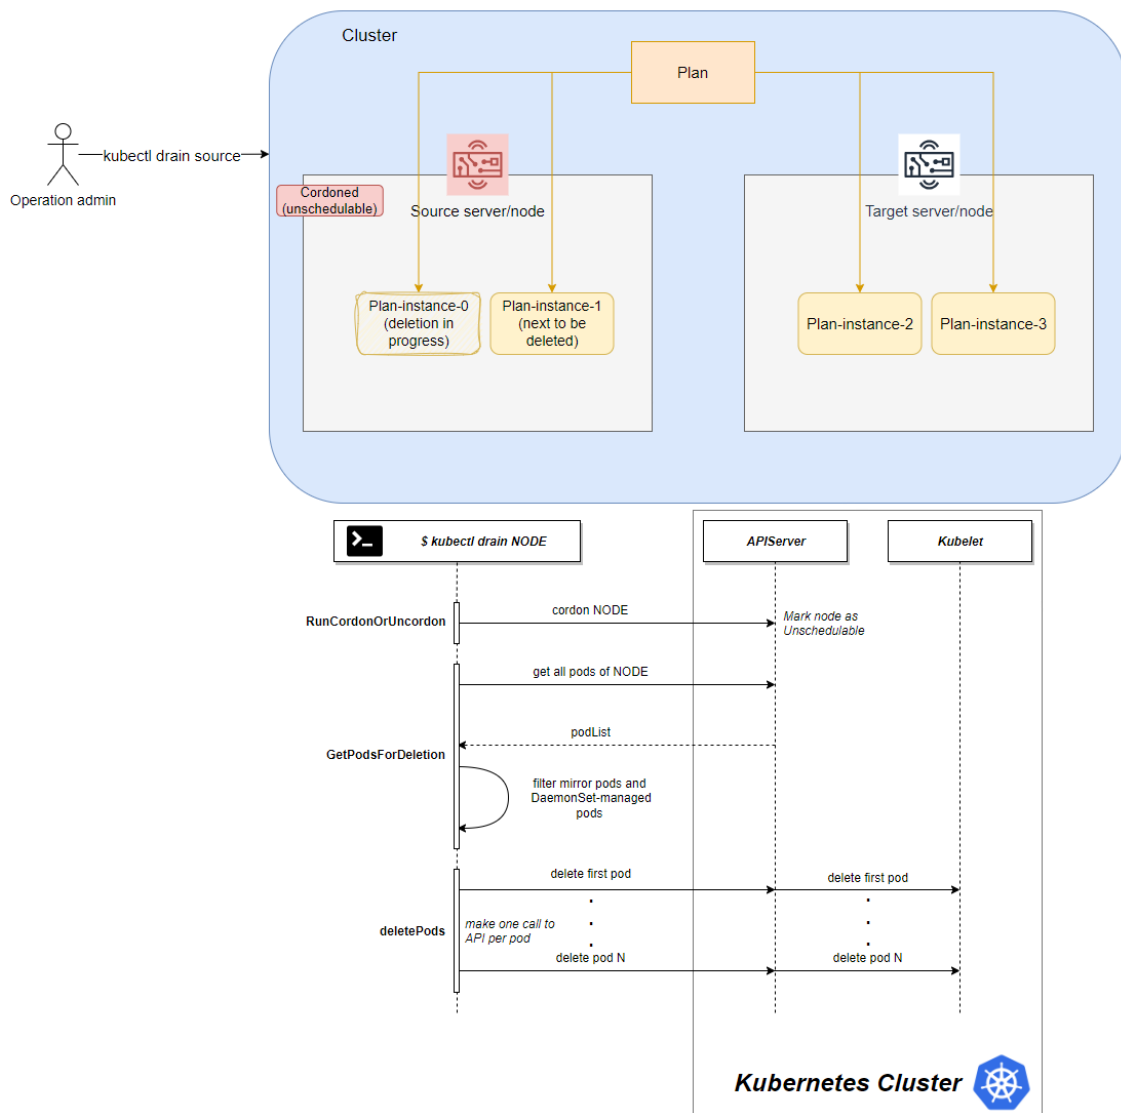 Cluster
Plan
kubectl drain source
Operation admin
Cordoned
(unschedulable)
Source server/node
Target server/node
Plan-instance-0
(deletion in
progress)
Plan-instance-1
(next to be
deleted)
Plan-instance-2
Plan-instance-3
$ kubectl drain NODE
APIServer
Kubelet
RunCordonOrUncordon
cordon NODE
Mark node as
Unschedulable
get all pods of NODE
podList
GetPodsForDeletion
filter mirror pods and
DaemonSet-managed
pods
delete first pod
delete first pod
deletePods
make one call to
API per pod
delete pod N
delete pod N
Kubernetes Cluster